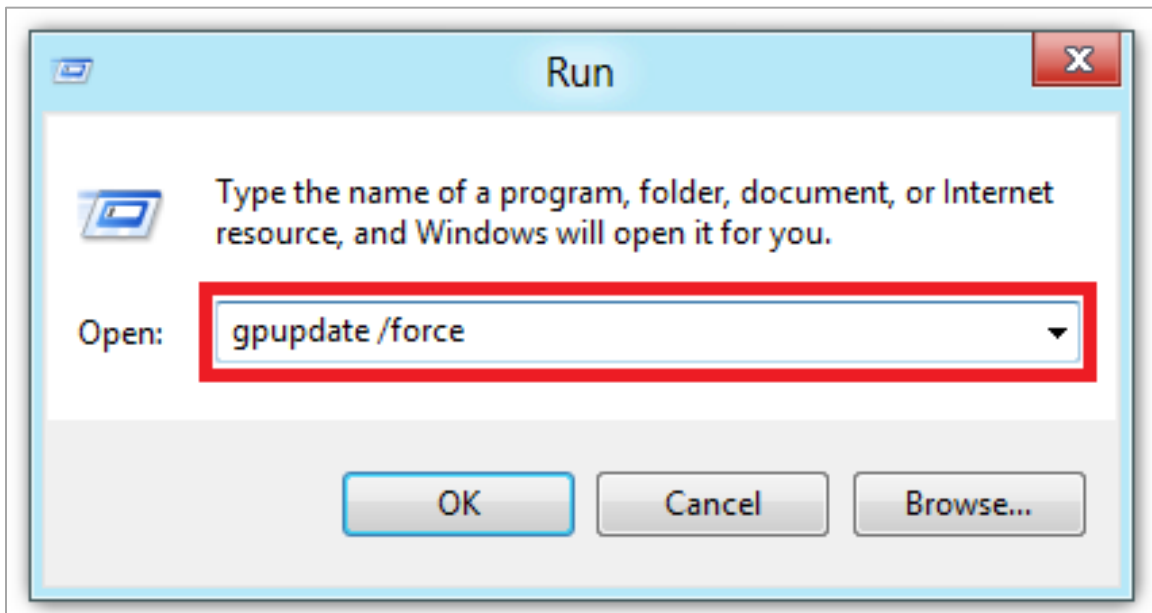 Run
Type the name of a program, folder, document, or Internet
resource, and Windows will open it for you.
Open: gpupdate /force
OK Cancel Browse...